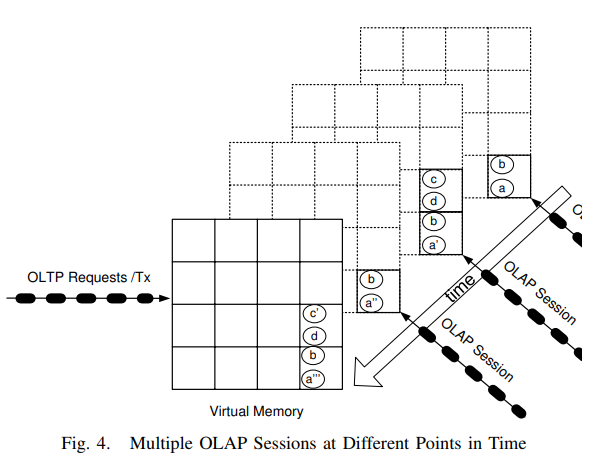 b
a
c
d
b
a'
OLAP Session
time
b
a''
OLTP Requests /Tx
c'
d
b
a'''
OLAP Session
Virtual Memory
Fig. 4. Multiple OLAP Sessions at Different Points in Time